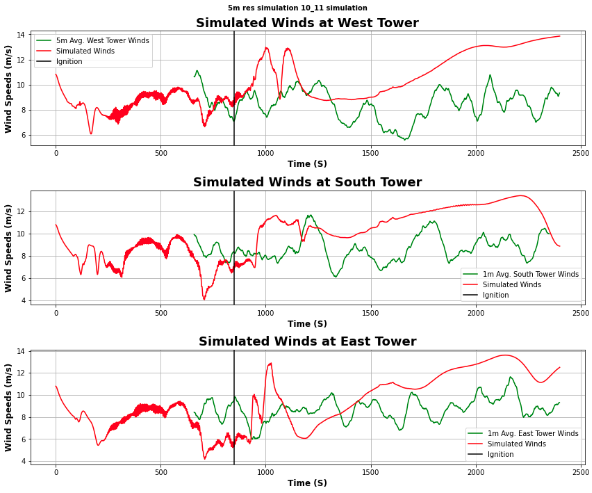 5m res simulation 10_11 simulation
Simulated Winds at West Tower
14
12
10
8
6
Wind Speeds (m/s)
5m Avg. West Tower Winds
Simulated Winds
Ignition
0 500 1000 1500 2000 2500
Time (S)
Simulated Winds at South Tower
12
10
8
6
4
Wind Speeds (m/s)
1m Avg. South Tower Winds
Simulated Winds
Ignition
0 500 1000 1500 2000 2500
Time (S)
Simulated Winds at East Tower
14
12
10
8
6
4
Wind Speeds (m/s)
1m Avg. East Tower Winds
Simulated Winds
Ignition
0 500 1000 1500 2000 2500
Time (S)